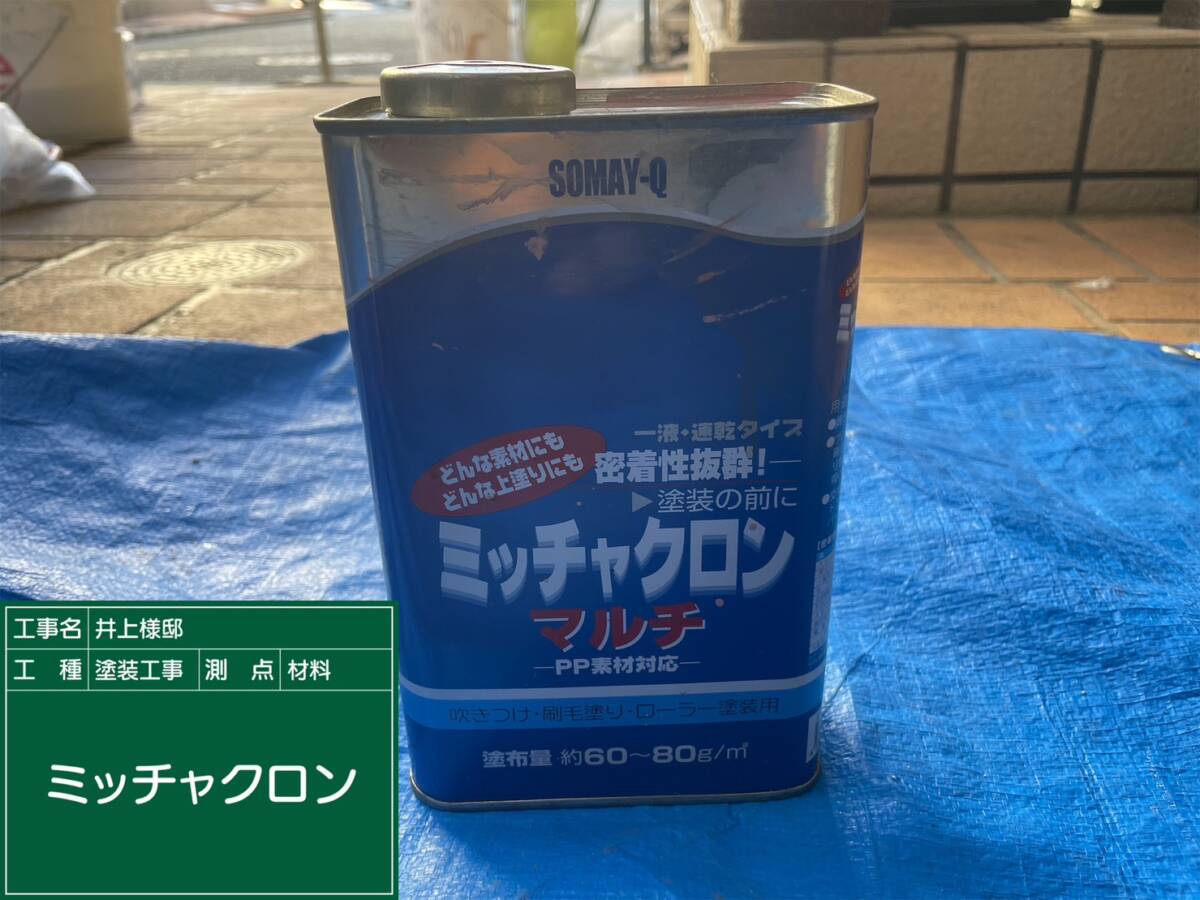 SOMAY-Q
一液・速乾タイプ
どんな素材にも
どんな上塗りにも
密着性抜群!
▶塗装の前に
ミッチャクロン
マルチ
PP素材対応
吹きつけ・刷毛塗り・ローラー塗装用
塗布量 約60〜80g/㎡
工事名 井上様邸
工種 塗装工事 測点 材料
ミッチャクロン